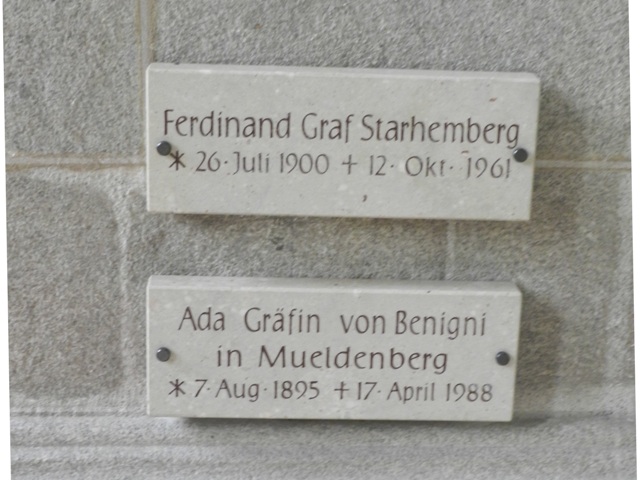 Ferdinand Graf Starhemberg
* 26. Juli 1900 + 12. Okt. 1961
Ada Gräfin von Benigni
in Mueldenberg
* 7. Aug. 1895 + 17. April 1988